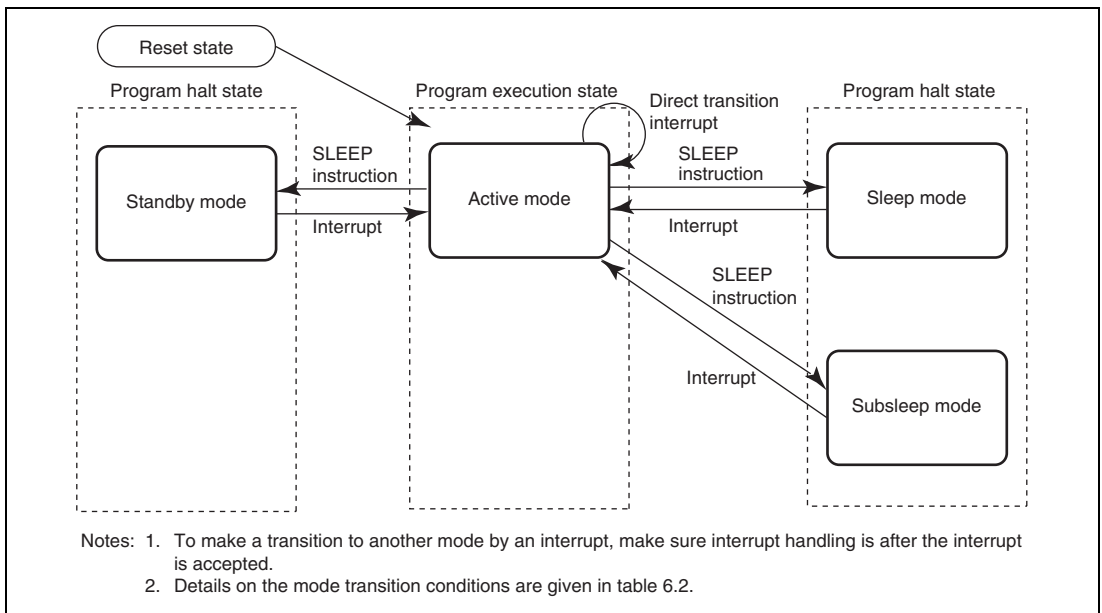 Reset state
Program halt state
Program execution state
Program halt state
Direct transition
interrupt
SLEEP
instruction
SLEEP
instruction
Standby mode
Active mode
Sleep mode
Interrupt
Interrupt
SLEEP
instruction
Interrupt
Subsleep mode
Notes: 1. To make a transition to another mode by an interrupt, make sure interrupt handling is after the interrupt
is accepted.
2. Details on the mode transition conditions are given in table 6.2.